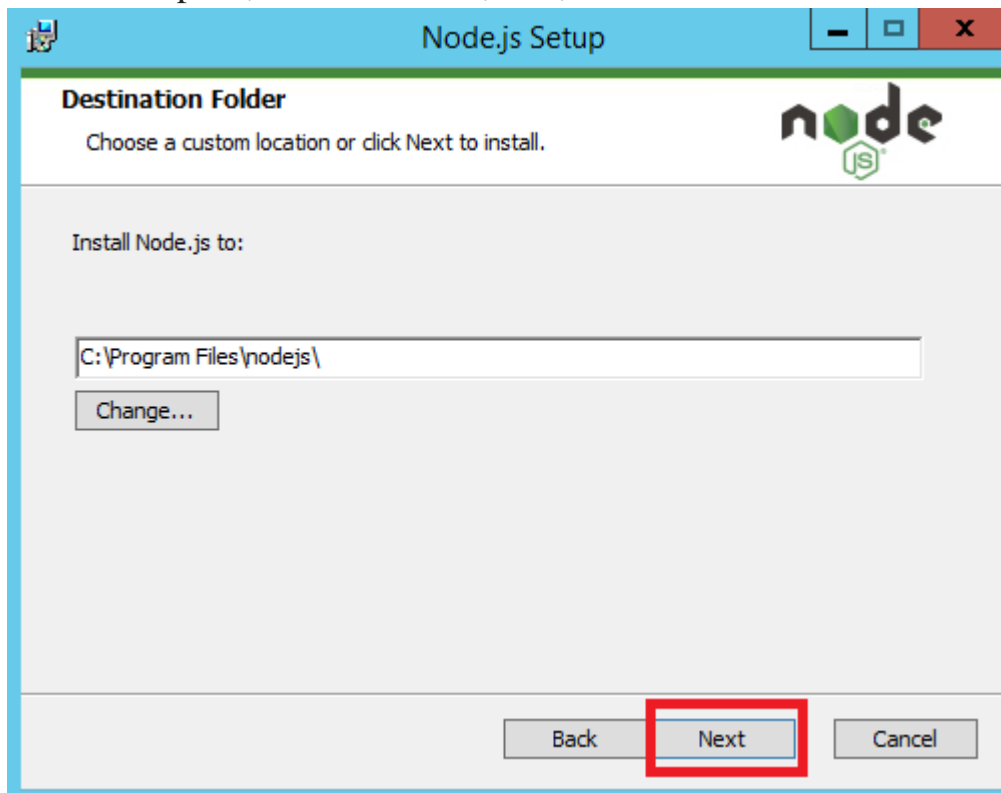 Node.js Setup
Destination Folder
Choose a custom location or click Next to install.
node
JS
Install Node.js to:
C:\Program Files\nodejs\
Change...
Back Next Cancel